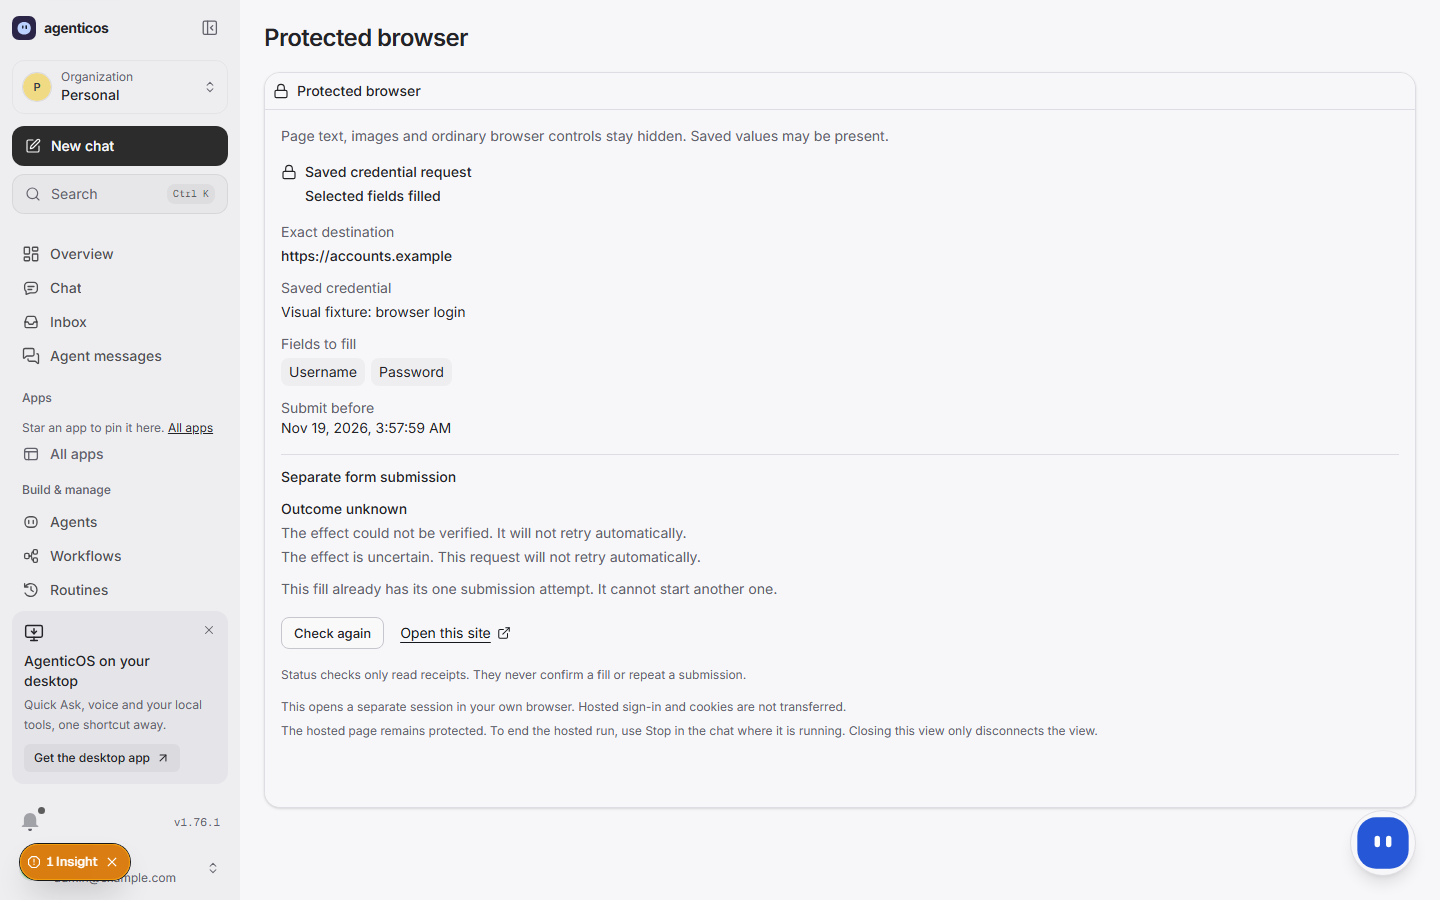 agenticos
Organization
P
Personal
New chat
Search
Ctrl K
Overview
Chat
Inbox
Agent messages
Apps
Star an app to pin it here. All apps
All apps
Build & manage
Agents
Workflows
Routines
AgenticOS on your
desktop
Quick Ask, voice and your local
tools, one shortcut away.
Get the desktop app
v1.76.1
1 Insight
Protected browser
Protected browser
Page text, images and ordinary browser controls stay hidden. Saved values may be present.
Saved credential request
Selected fields filled
Exact destination
https://accounts.example
Saved credential
Visual fixture: browser login
Fields to fill
Username
Password
Submit before
Nov 19, 2026, 3:57:59 AM
Separate form submission
Outcome unknown
The effect could not be verified. It will not retry automatically.
The effect is uncertain. This request will not retry automatically.
This fill already has its one submission attempt. It cannot start another one.
Check again
Open this site
Status checks only read receipts. They never confirm a fill or repeat a submission.
This opens a separate session in your own browser. Hosted sign-in and cookies are not transferred.
The hosted page remains protected. To end the hosted run, use Stop in the chat where it is running. Closing this view only disconnects the view.